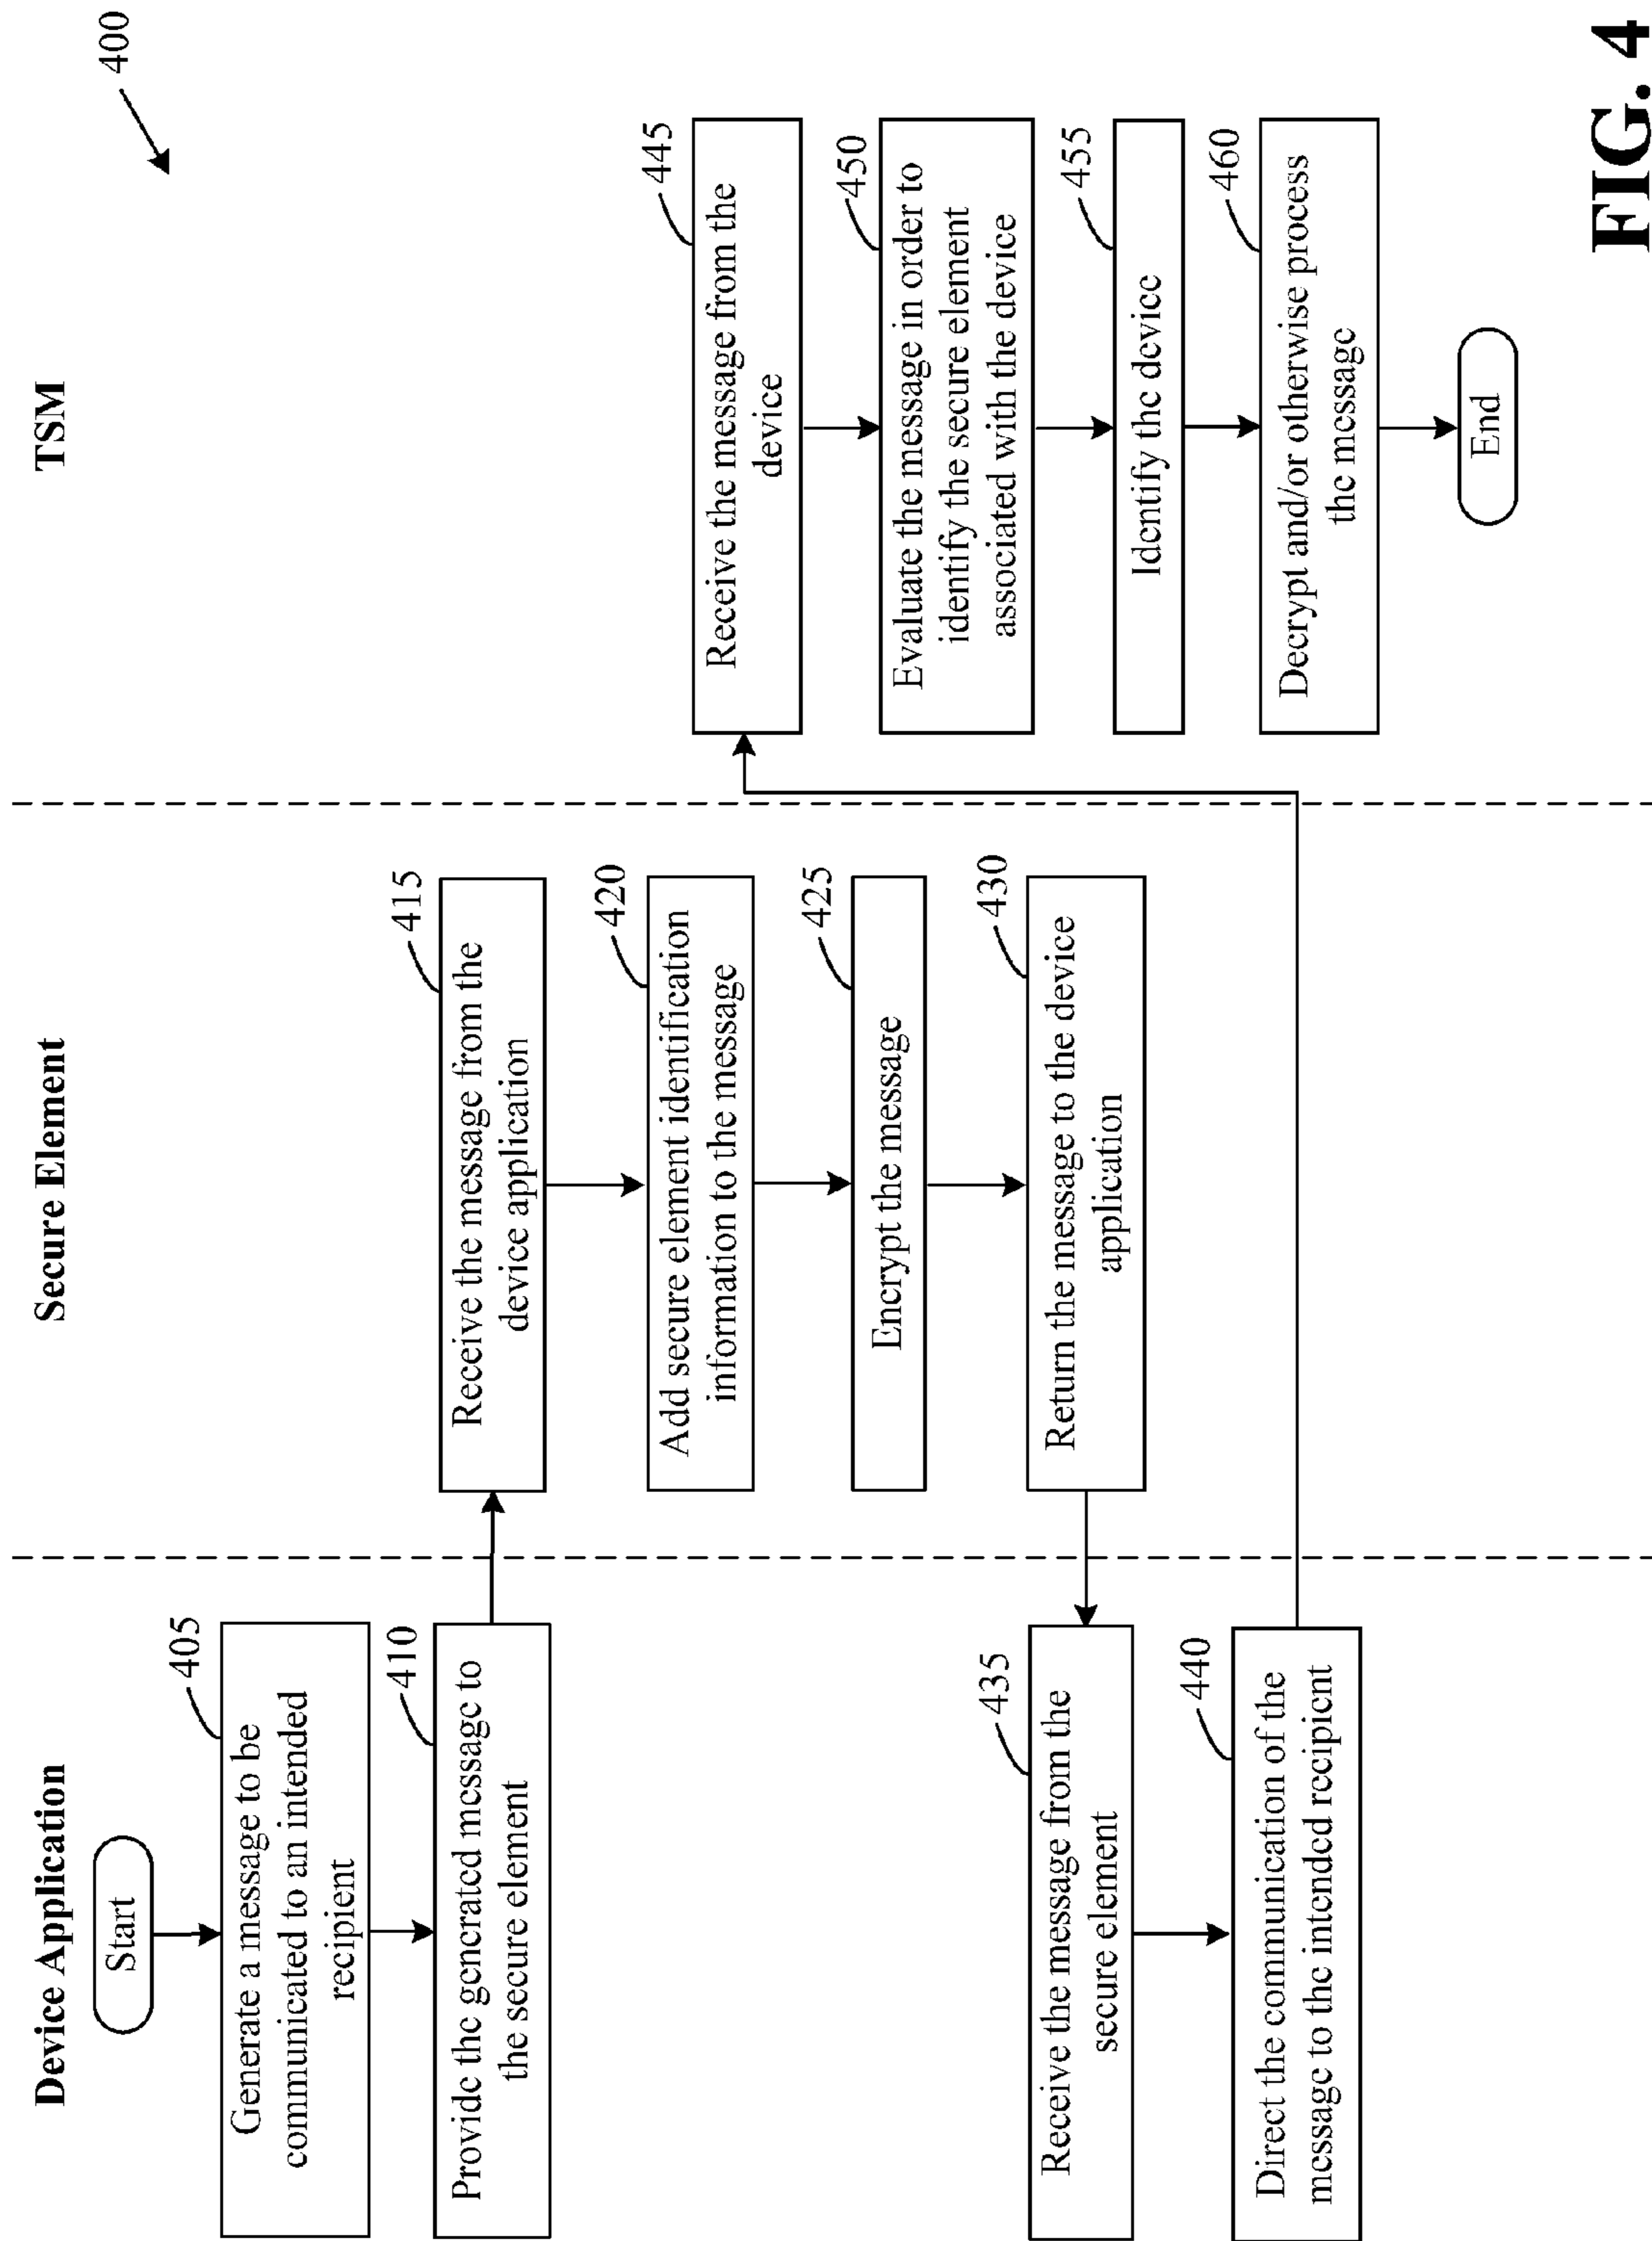 400
Device Application
Secure Element
TSM
Start
405
Generate a message to be
communicated to an intended
recipient
410
Provide the generated message to
the secure element
415
Receive the message from the
device application
420
Add secure element identification
information to the message
425
Encrypt the message
430
Return the message to the device
application
435
Receive the message from the
secure element
440
Direct the communication of the
message to the intended recipient
445
Receive the message from the
device
450
Evaluate the message in order to
identify the secure element
associated with the device
455
Identify the device
460
Decrypt and/or otherwise process
the message
End
FIG. 4